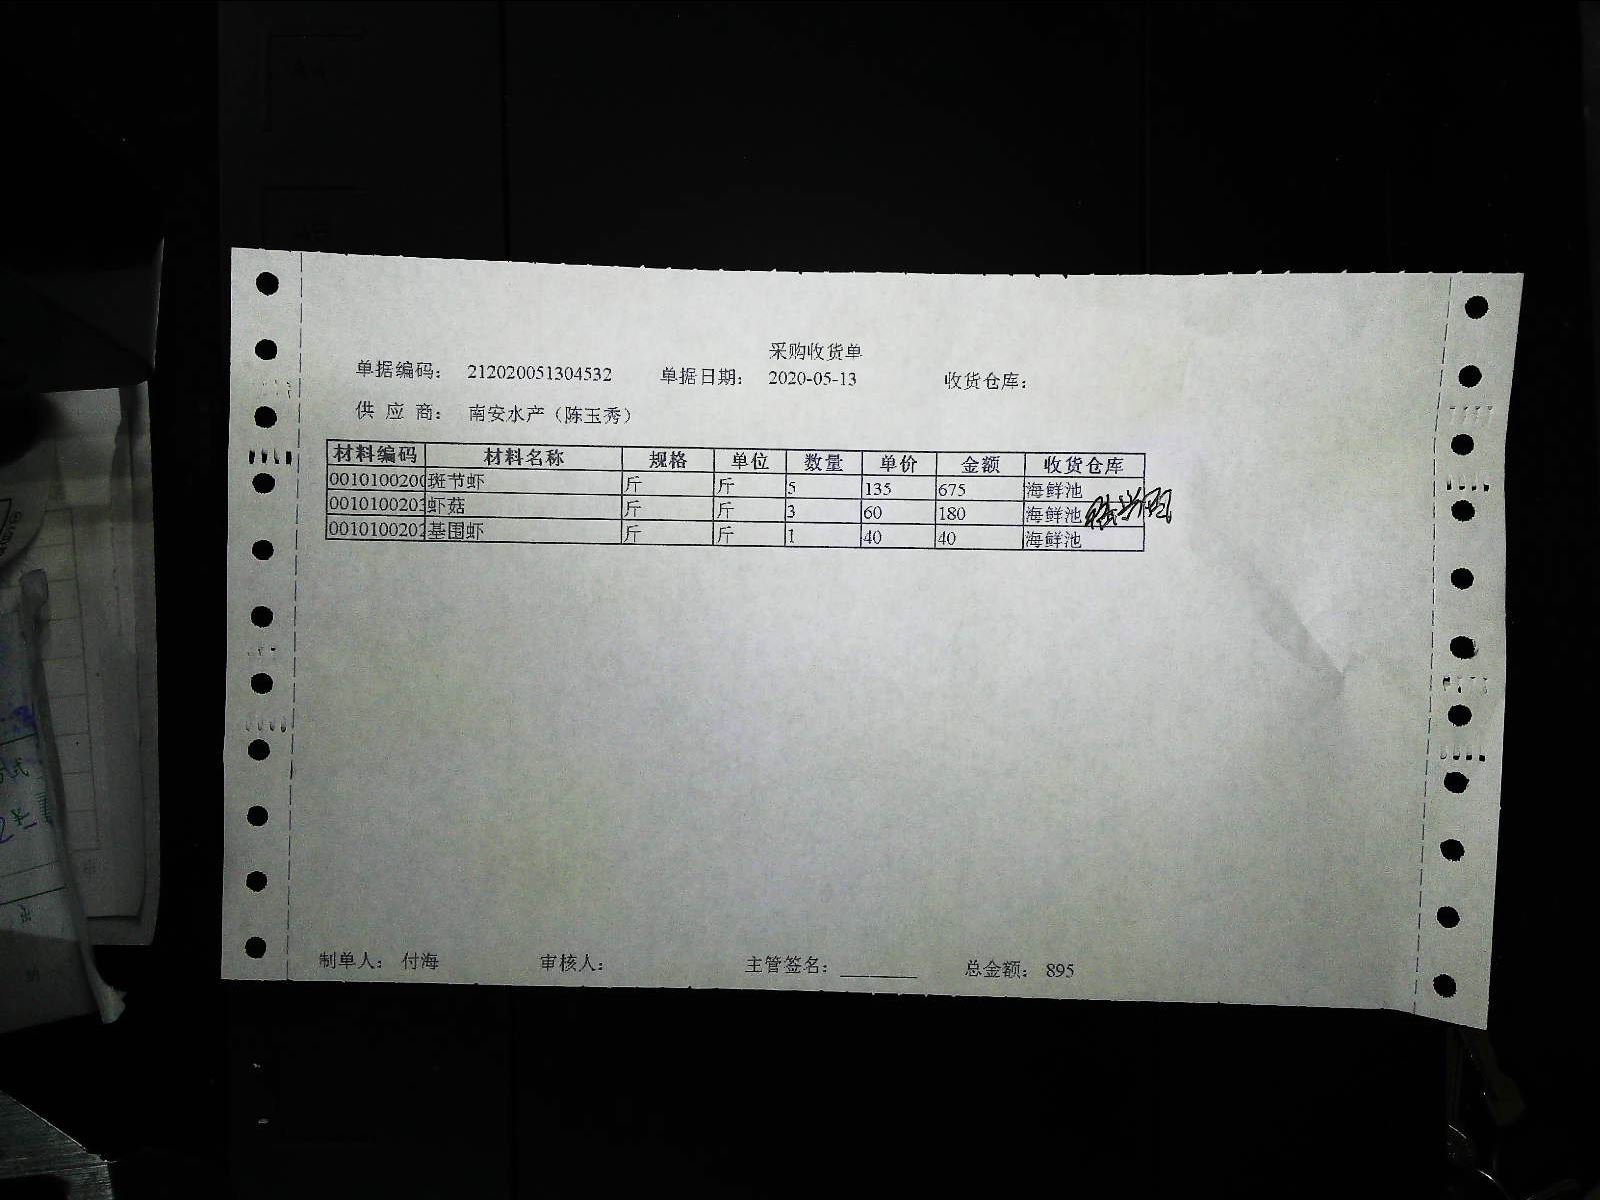 采购收货单
单据编码： 212020051304532 单据日期： 2020-05-13 收货仓库：
供 应 商： 南安水产（陈玉秀）
材料编码 材料名称 规格 单位 数量 单价 金额 收货仓库
0010100200 斑节虾 斤 斤 5 135 675 海鲜池
0010100203 虾菇 斤 斤 3 60 180 海鲜池
0010100202 基围虾 斤 斤 1 40 40 海鲜池
制单人： 付海 审核人： 主管签名： 总金额： 895